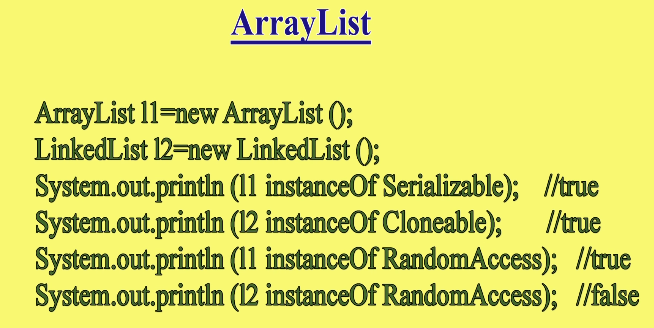 ArrayList
ArrayList l1=new ArrayList ();
LinkedList l2=new LinkedList ();
System.out.println (l1 instanceOf Serializable); //true
System.out.println (l2 instanceOf Cloneable); //true
System.out.println (l1 instanceOf RandomAccess); //true
System.out.println (l2 instanceOf RandomAccess); //false